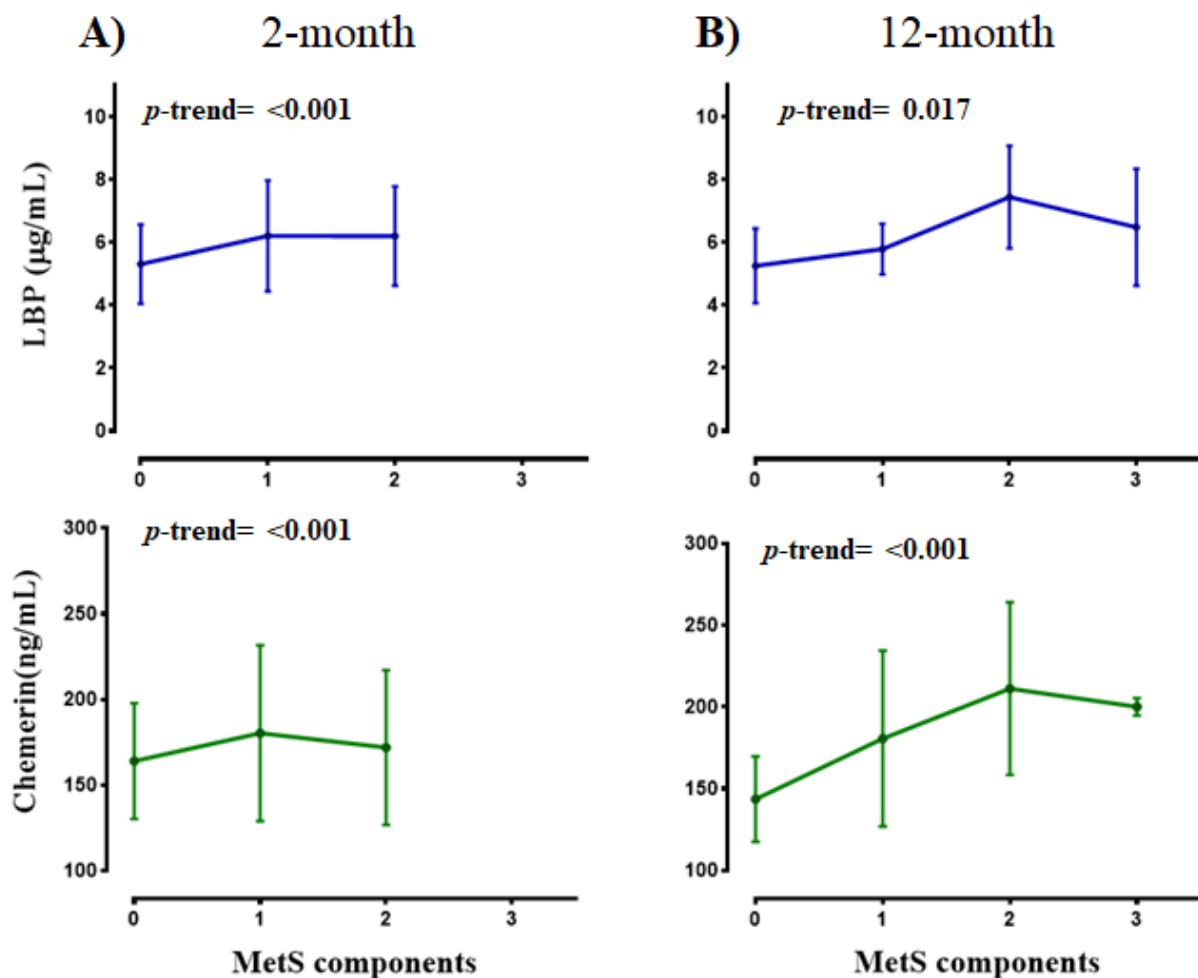 A) 2-month
p-trend= <0.001
LBP (µg/mL)
10
8
6
4
2
0
0 1 2 3
p-trend= <0.001
Chemerin(ng/mL)
300
250
200
150
100
0 1 2 3
MetS components
B) 12-month
p-trend= 0.017
10
8
6
4
2
0
0 1 2 3
p-trend= <0.001
300
250
200
150
100
0 1 2 3
MetS components